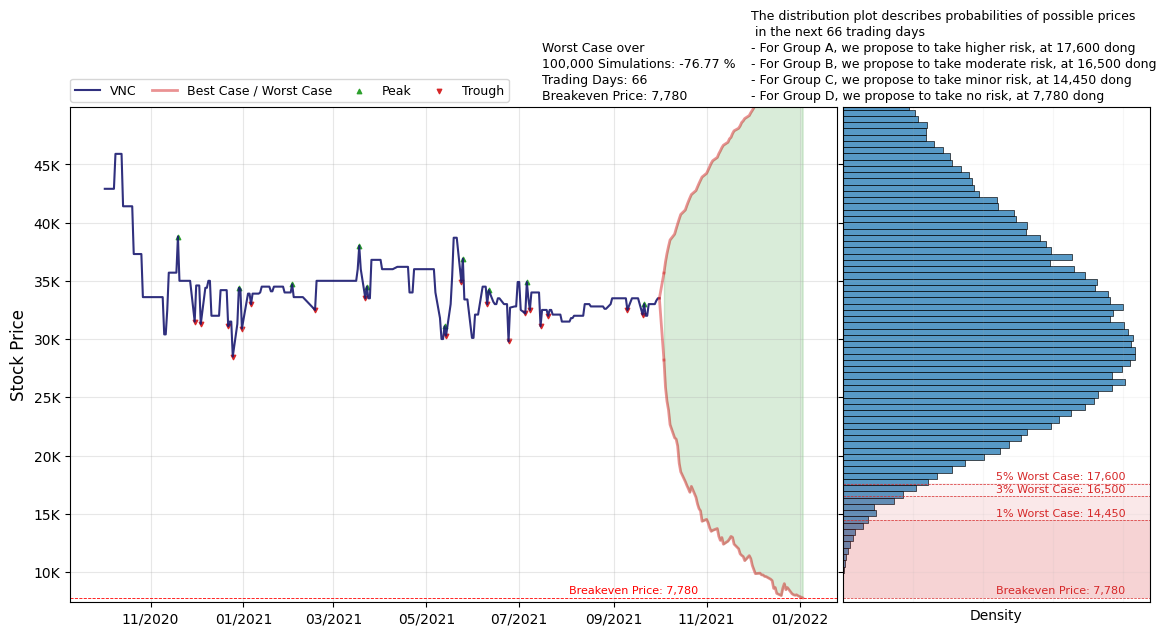 The distribution plot describes probabilities of possible prices
in the next 66 trading days
- For Group A, we propose to take higher risk, at 17,600 dong
- For Group B, we propose to take moderate risk, at 16,500 dong
- For Group C, we propose to take minor risk, at 14,450 dong
- For Group D, we propose to take no risk, at 7,780 dong
Worst Case over
100,000 Simulations: -76.77 %
Trading Days: 66
Breakeven Price: 7,780
VNC
Best Case / Worst Case
Peak
Trough
Stock Price
45K
40K
35K
30K
25K
20K
15K
10K
Breakeven Price: 7,780
11/2020
01/2021
03/2021
05/2021
07/2021
09/2021
11/2021
01/2022
5% Worst Case: 17,600
3% Worst Case: 16,500
1% Worst Case: 14,450
Breakeven Price: 7,780
Density